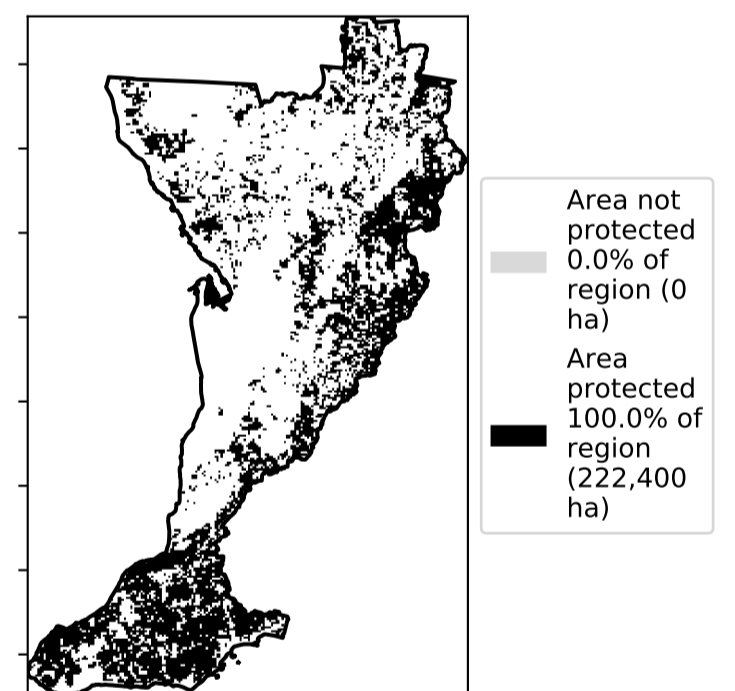 Area not
protected
0.0% of
region (0
ha)
Area
protected
100.0% of
region
(222,400
ha)